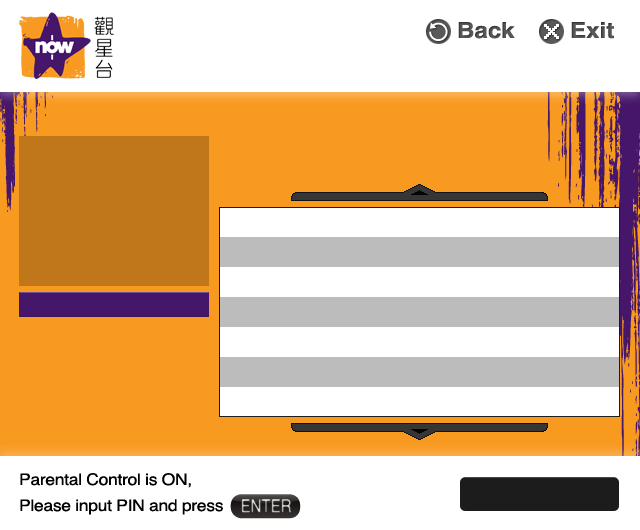 now
觀星台
Back
Exit
Parental Control is ON,
Please input PIN and press ENTER